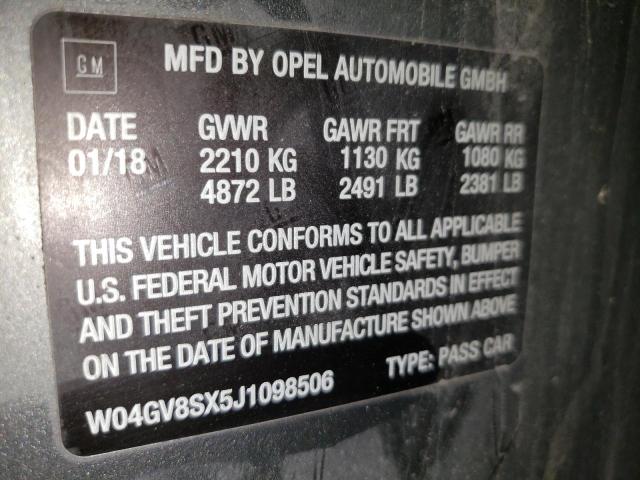 GM MFD BY OPEL AUTOMOBILE GMBH
DATE GVWR GAWR FRT GAWR RR
01/18 2210 KG 1130 KG 1080 KG
4872 LB 2491 LB 2381 LB
THIS VEHICLE CONFORMS TO ALL APPLICABLE
U.S. FEDERAL MOTOR VEHICLE SAFETY, BUMPER
AND THEFT PREVENTION STANDARDS IN EFFECT
ON THE DATE OF MANUFACTURE SHOWN ABOVE
W04GV8SX5J1098506 TYPE: PASS CAR